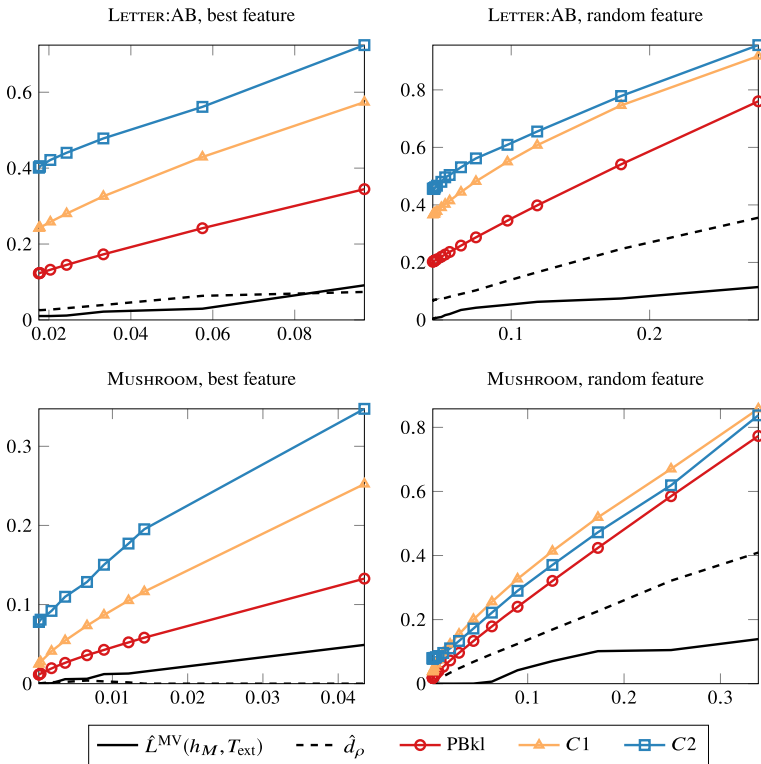 LETTER:AB, best feature
LETTER:AB, random feature
0.6
0.4
0.2
0
0.02 0.04 0.06 0.08
0.8
0.6
0.4
0.2
0
0.1 0.2
MUSHROOM, best feature
MUSHROOM, random feature
0.3
0.2
0.1
0
0.01 0.02 0.03 0.04
0.8
0.6
0.4
0.2
0
0.1 0.2 0.3
L̂^MV(h_M, T_ext) d̂_ρ PBkl C1 C2